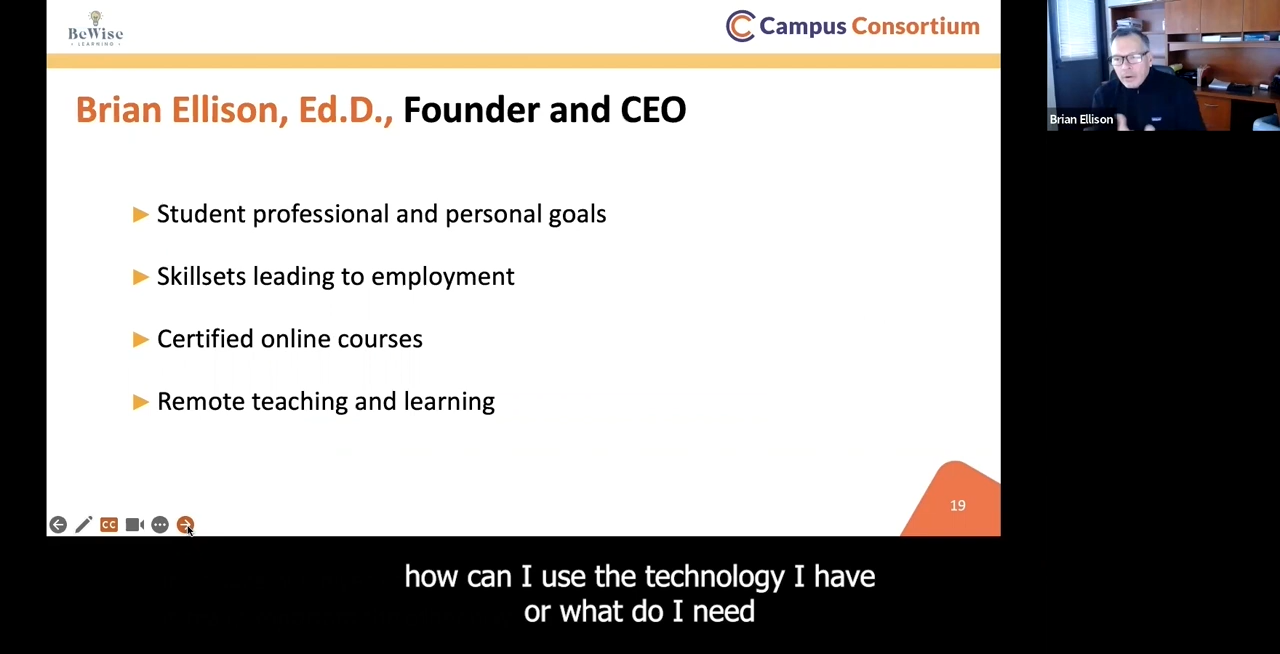 BeWise
LEARNING
Campus Consortium
Brian Ellison, Ed.D., Founder and CEO
Brian Ellison
Student professional and personal goals
Skillsets leading to employment
Certified online courses
Remote teaching and learning
19
CC
how can I use the technology I have
or what do I need